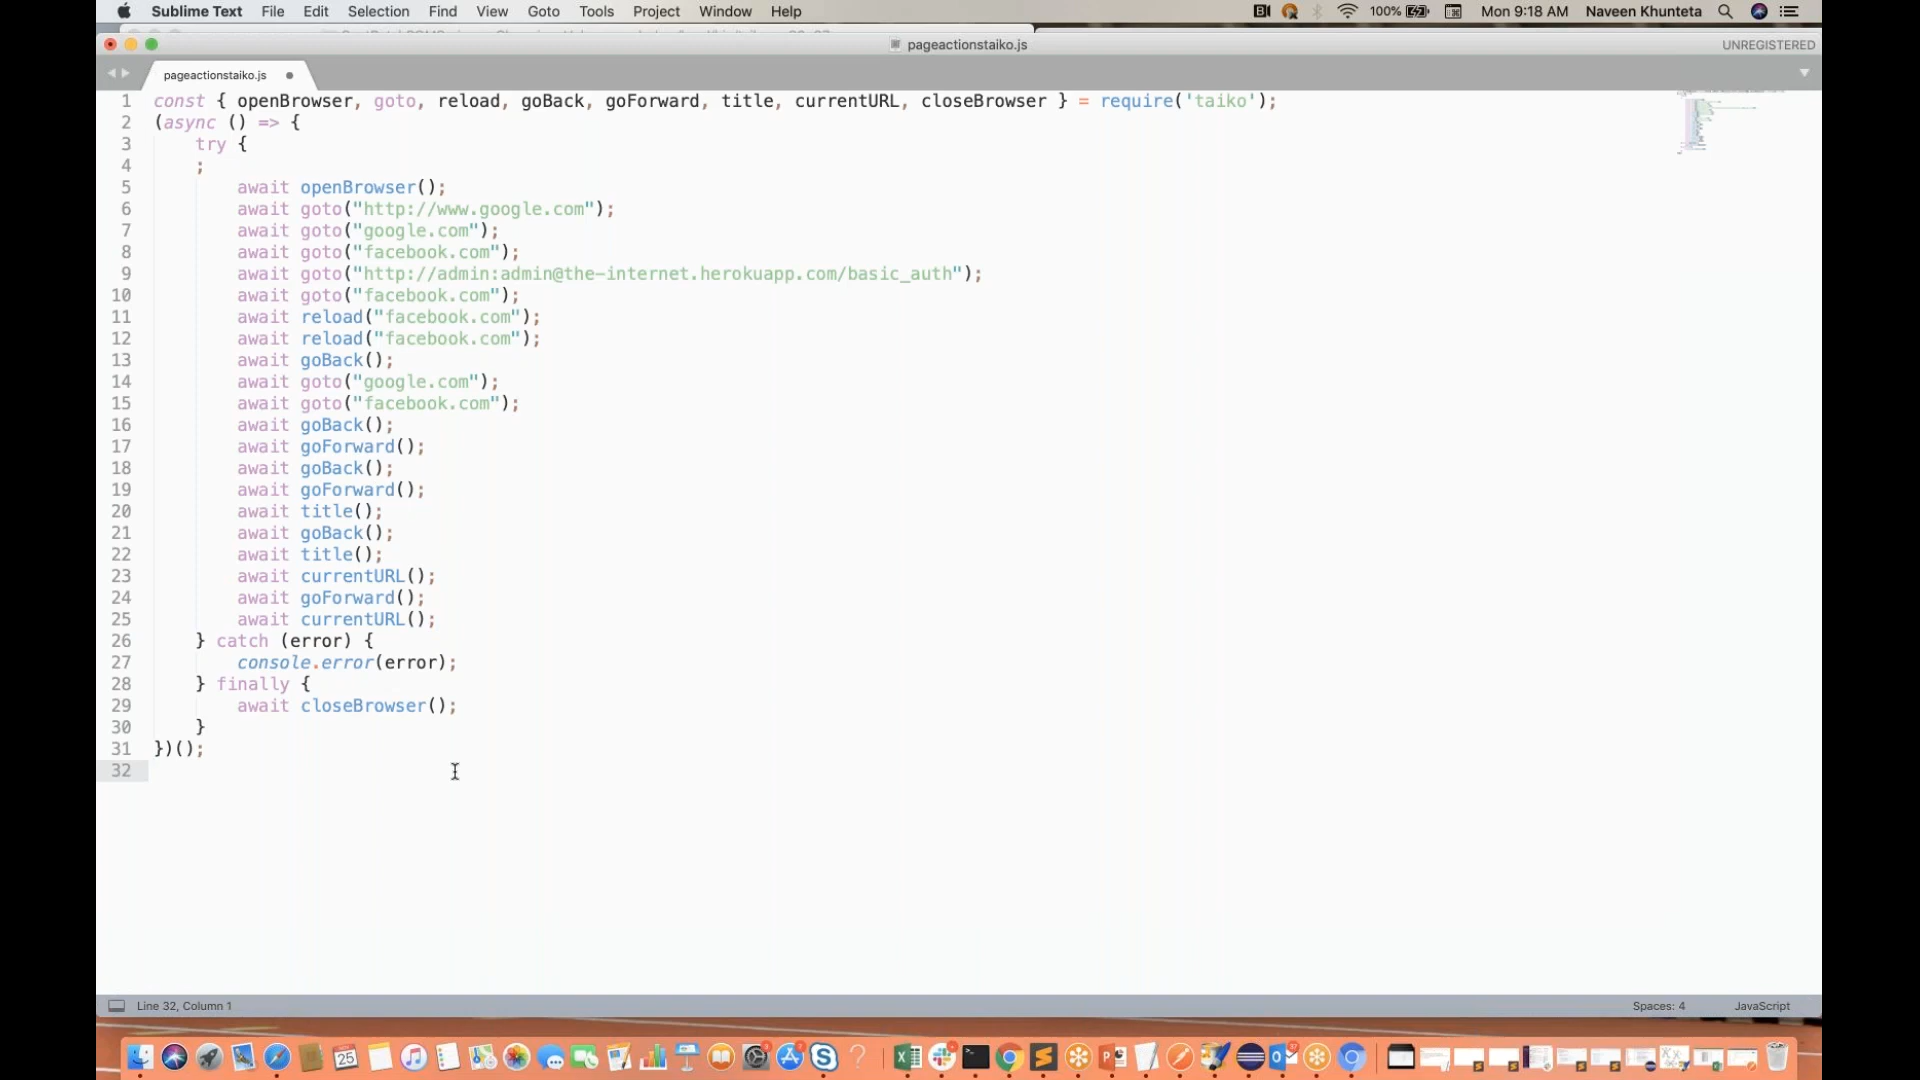 Sublime Text File Edit Selection Find View Goto Tools Project Window Help 100% Mon 9:18 AM Naveen Khunteta
pageactionstaiko.js UNREGISTERED
pageactionstaiko.js
1 const { openBrowser, goto, reload, goBack, goForward, title, currentURL, closeBrowser } = require('taiko');
2 (async () => {
3 try {
4 ;
5 await openBrowser();
6 await goto("http://www.google.com");
7 await goto("google.com");
8 await goto("facebook.com");
9 await goto("http://admin:admin@the-internet.herokuapp.com/basic_auth");
10 await goto("facebook.com");
11 await reload("facebook.com");
12 await reload("facebook.com");
13 await goBack();
14 await goto("google.com");
15 await goto("facebook.com");
16 await goBack();
17 await goForward();
18 await goBack();
19 await goForward();
20 await title();
21 await goBack();
22 await title();
23 await currentURL();
24 await goForward();
25 await currentURL();
26 } catch (error) {
27 console.error(error);
28 } finally {
29 await closeBrowser();
30 }
31 })();
32
Line 32, Column 1 Spaces: 4 JavaScript
25